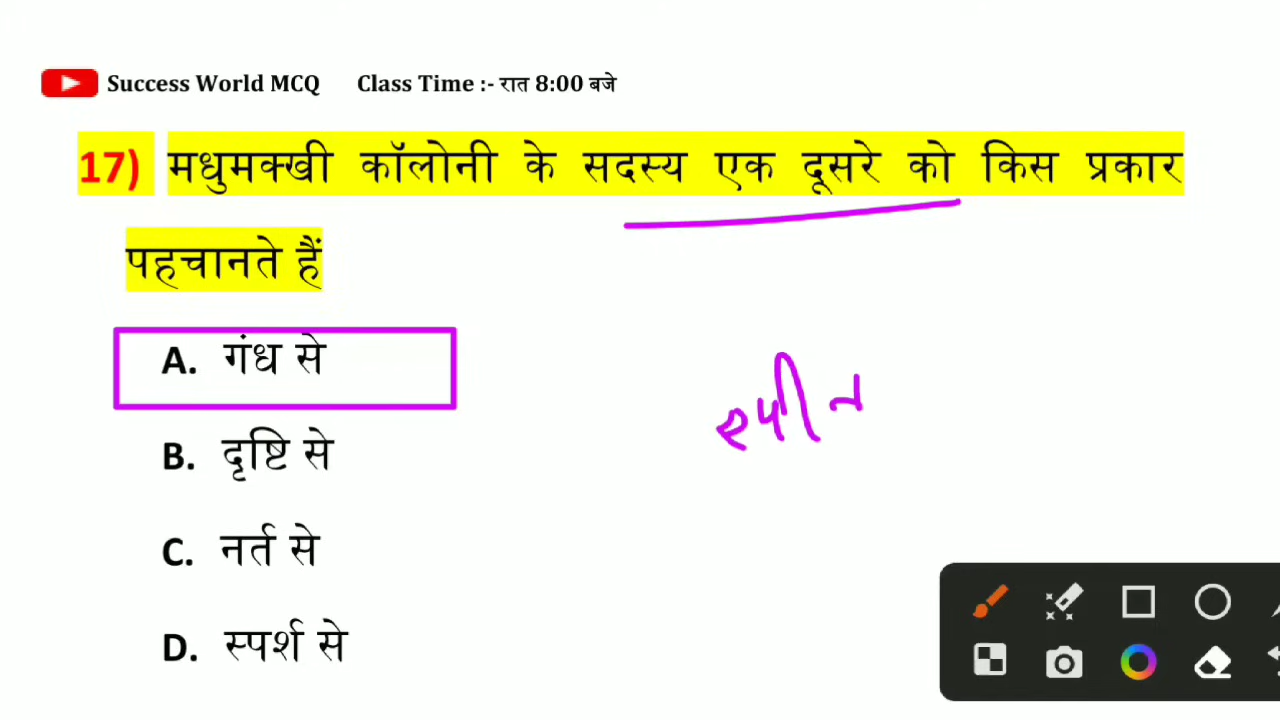 Success World MCQ Class Time :- रात 8:00 बजे
17) मधुमक्खी कॉलोनी के सदस्य एक दूसरे को किस प्रकार
पहचानते हैं
A. गंध से
B. दृष्टि से
C. नर्त से
D. स्पर्श से